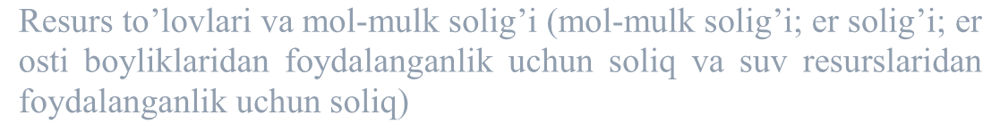 Resurs to’lovlari va mol-mulk solig’i (mol-mulk solig’i; er solig’i; er
osti boyliklaridan foydalanganlik uchun soliq va suv resurslaridan
foydalanganlik uchun soliq)